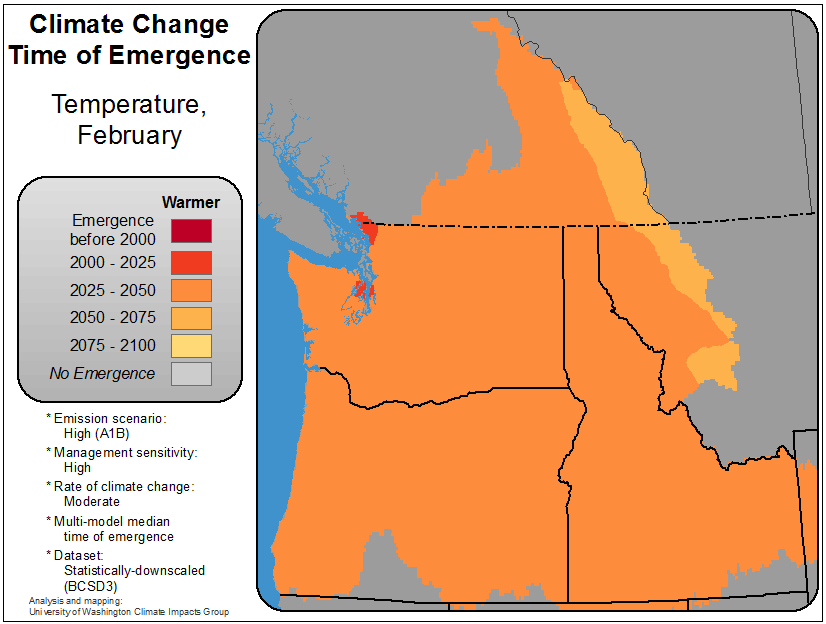 Climate Change
Time of Emergence
Temperature,
February
Warmer
Emergence
before 2000
2000 - 2025
2025 - 2050
2050 - 2075
2075 - 2100
No Emergence
* Emission scenario:
High (A1B)
* Management sensitivity:
High
* Rate of climate change:
Moderate
* Multi-model median
time of emergence
* Dataset:
Statistically-downscaled
(BCSD3)
Analysis and mapping:
University of Washington Climate Impacts Group